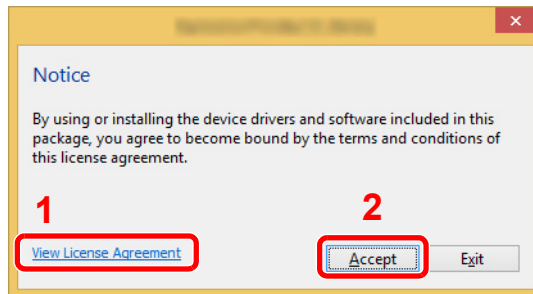 Notice
By using or installing the device drivers and software included in this
package, you agree to become bound by the terms and conditions of
this license agreement.
1
2
View License Agreement
Accept
Exit